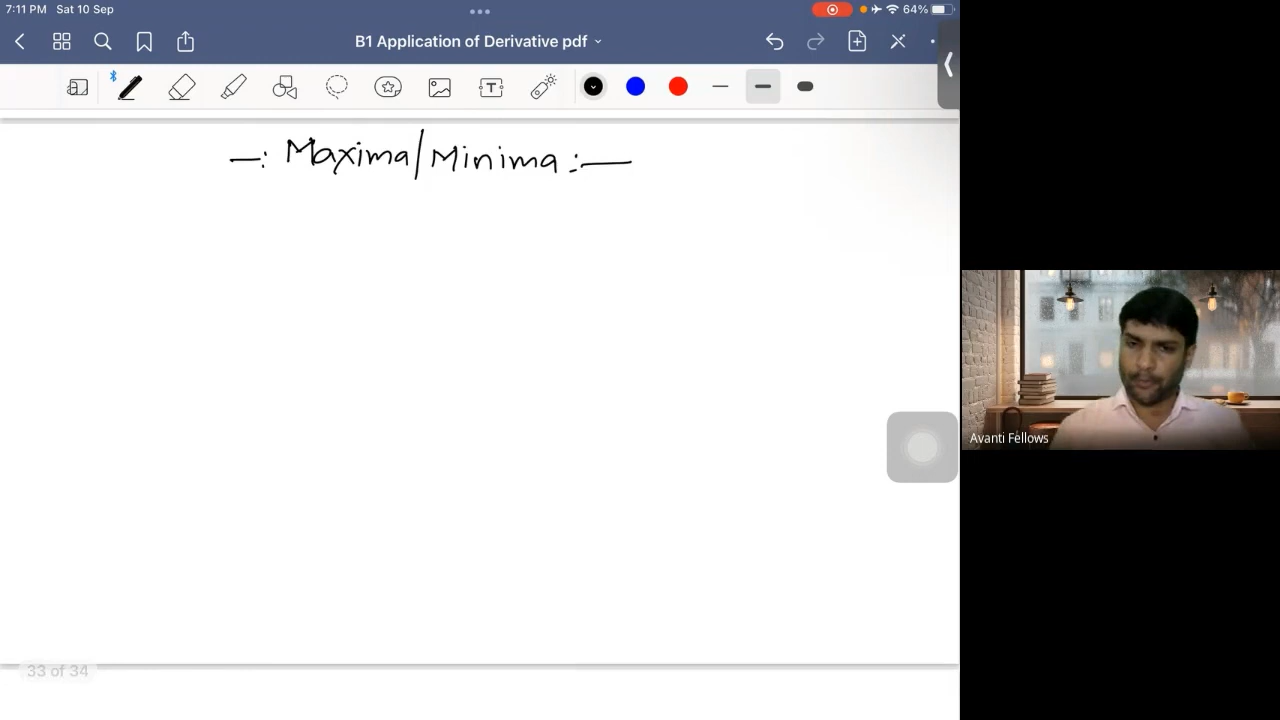 7:11 PM Sat 10 Sep
64%
B1 Application of Derivative pdf
T
—: Maxima/Minima :—
Avanti Fellows
33 of 34